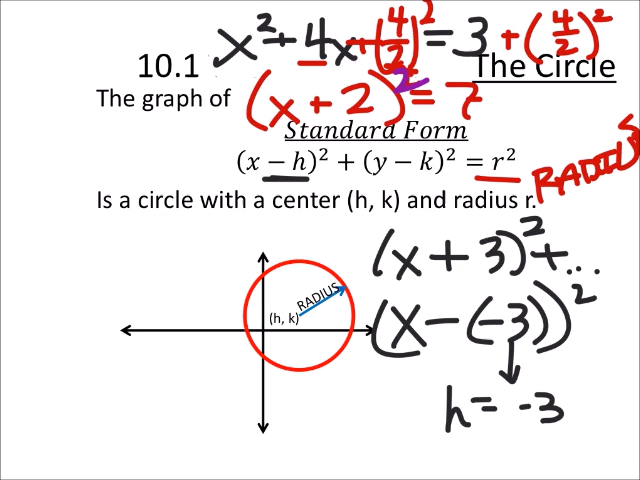 x² + 4x + (4/2)² = 3 + (4/2)²
10.1 The Circle
The graph of (x + 2)² = 7
Standard Form
(x − h)² + (y − k)² = r²
RADIUS
Is a circle with a center (h, k) and radius r.
(x + 3)² + ...
RADIUS
(h, k)
(x − (−3))²
h = -3